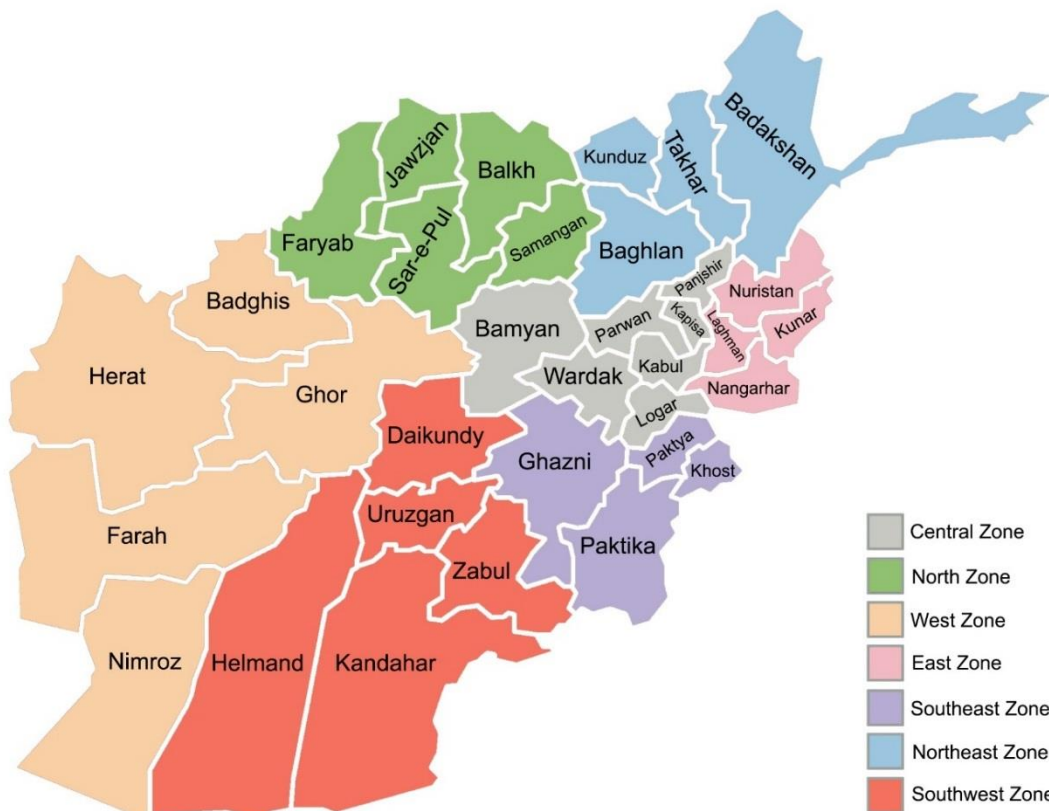 Badakshan
Takhar
Kunduz
Jawzjan
Balkh
Faryab
Sar-e-Pul
Samangan
Baghlan
Panjshir
Nuristan
Badghis
Bamyan
Parwan
Kapisa
Laghman
Kunar
Herat
Ghor
Wardak
Kabul
Nangarhar
Logar
Daikundy
Ghazni
Paktya
Khost
Uruzgan
Farah
Zabul
Paktika
Nimroz
Helmand
Kandahar
Central Zone
North Zone
West Zone
East Zone
Southeast Zone
Northeast Zone
Southwest Zone